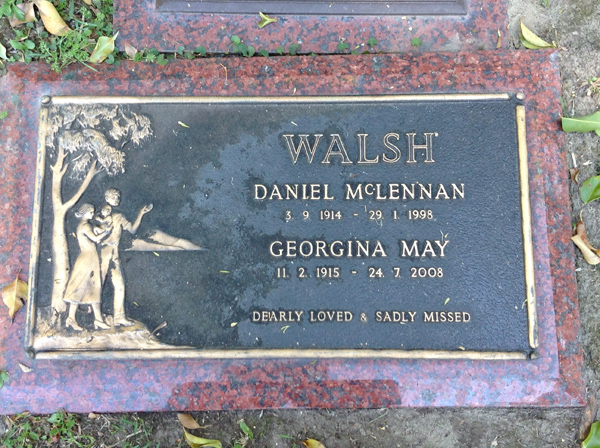 WALSH
DANIEL McLENNAN
3. 9. 1914 - 29. 1. 1998
GEORGINA MAY
11. 2. 1915 - 24. 7. 2008
DEARLY LOVED & SADLY MISSED